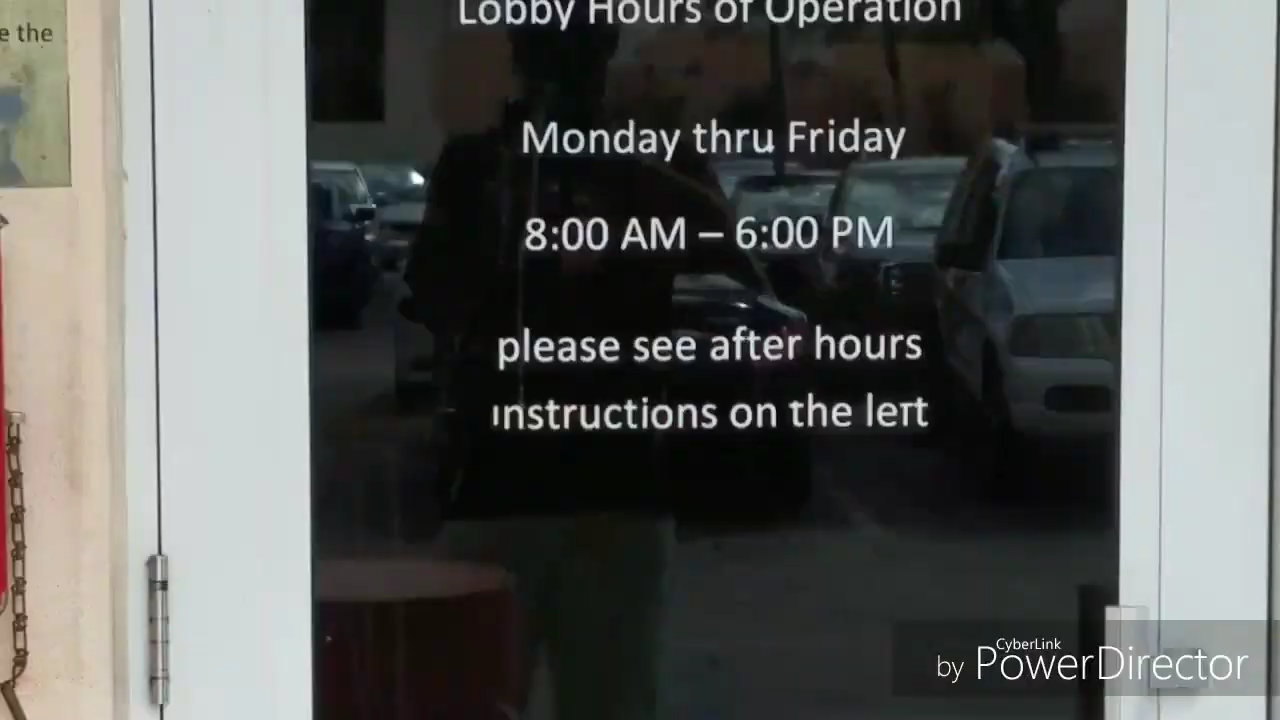 e the
Lobby Hours of Operation
Monday thru Friday
8:00 AM – 6:00 PM
please see after hours
instructions on the left
CyberLink
by PowerDirector